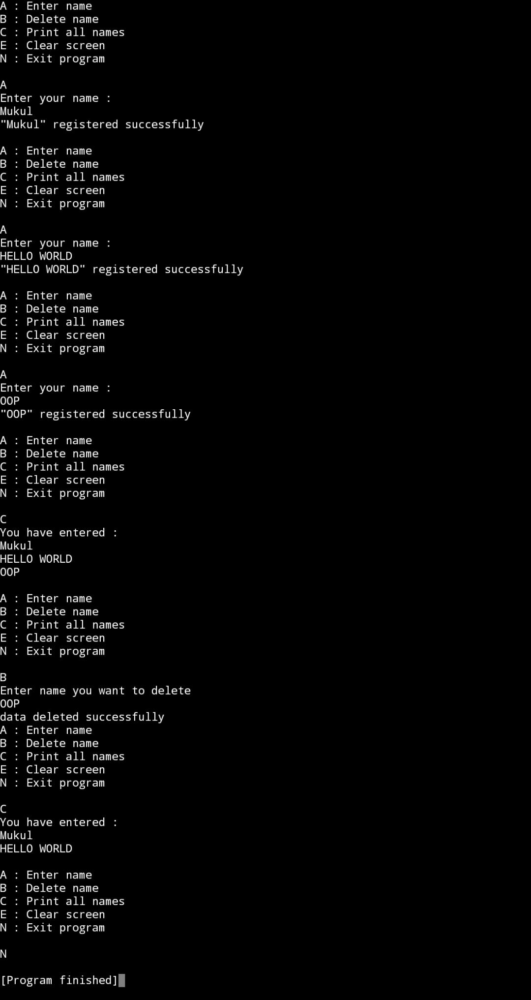 A : Enter name
B : Delete name
C : Print all names
E : Clear screen
N : Exit program

A
Enter your name :
Mukul
"Mukul" registered successfully

A : Enter name
B : Delete name
C : Print all names
E : Clear screen
N : Exit program

A
Enter your name :
HELLO WORLD
"HELLO WORLD" registered successfully

A : Enter name
B : Delete name
C : Print all names
E : Clear screen
N : Exit program

A
Enter your name :
OOP
"OOP" registered successfully

A : Enter name
B : Delete name
C : Print all names
E : Clear screen
N : Exit program

C
You have entered :
Mukul
HELLO WORLD
OOP

A : Enter name
B : Delete name
C : Print all names
E : Clear screen
N : Exit program

B
Enter name you want to delete
OOP
data deleted successfully
A : Enter name
B : Delete name
C : Print all names
E : Clear screen
N : Exit program

C
You have entered :
Mukul
HELLO WORLD

A : Enter name
B : Delete name
C : Print all names
E : Clear screen
N : Exit program

N

[Program finished]